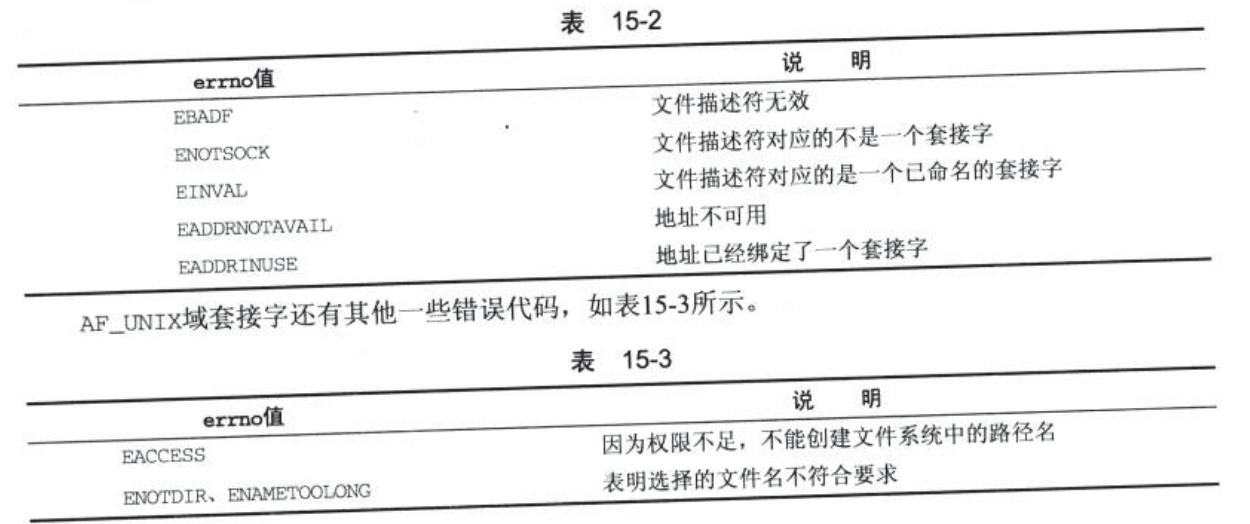 表 15-2
errno值 说 明
EBADF 文件描述符无效
ENOTSOCK 文件描述符对应的不是一个套接字
EINVAL 文件描述符对应的是一个已命名的套接字
EADDRNOTAVAIL 地址不可用
EADDRINUSE 地址已经绑定了一个套接字
AF_UNIX域套接字还有其他一些错误代码，如表15-3所示。
表 15-3
errno值 说 明
EACCESS 因为权限不足，不能创建文件系统中的路径名
ENOTDIR、ENAMETOOLONG 表明选择的文件名不符合要求